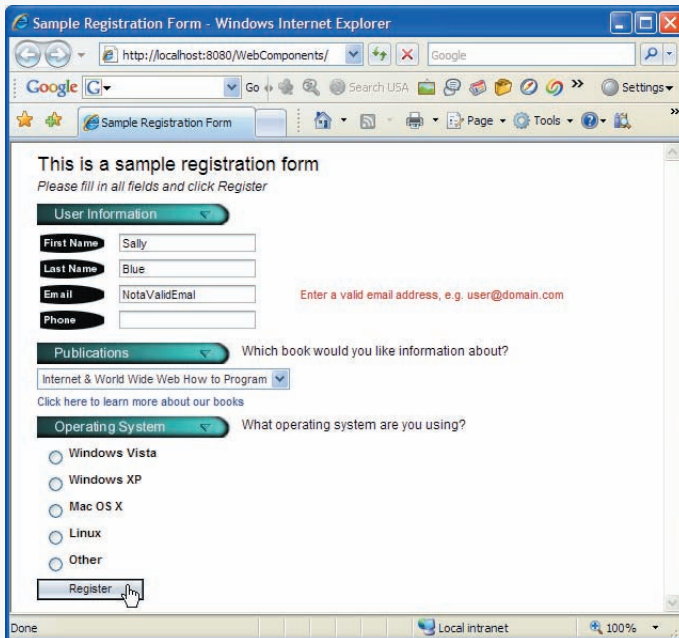 Sample Registration Form - Windows Internet Explorer
http://localhost:8080/WebComponents/
Google
Google G Go Search USA » Settings
Sample Registration Form Page Tools »
This is a sample registration form
Please fill in all fields and click Register
User Information
First Name Sally
Last Name Blue
Email NotaValidEmal Enter a valid email address, e.g. user@domain.com
Phone
Publications Which book would you like information about?
Internet & World Wide Web How to Program
Click here to learn more about our books
Operating System What operating system are you using?
Windows Vista
Windows XP
Mac OS X
Linux
Other
Register
Done Local intranet 100%